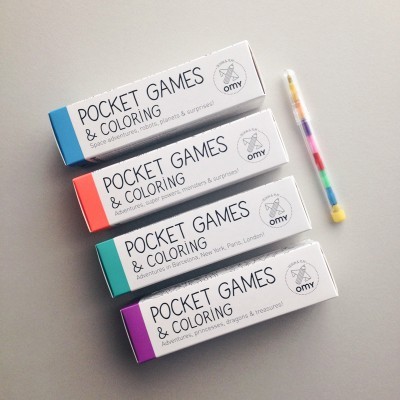 POCKET GAMES
& COLORING
Space adventures, robots, planets & surprises!
omy
POCKET GAMES
& COLORING
Adventures, super powers, monsters & surprises!
omy
POCKET GAMES
& COLORING
Adventures in Barcelona, New York, Paris, London!
omy
POCKET GAMES
& COLORING
Adventures, princesses, dragons & treasures!
omy